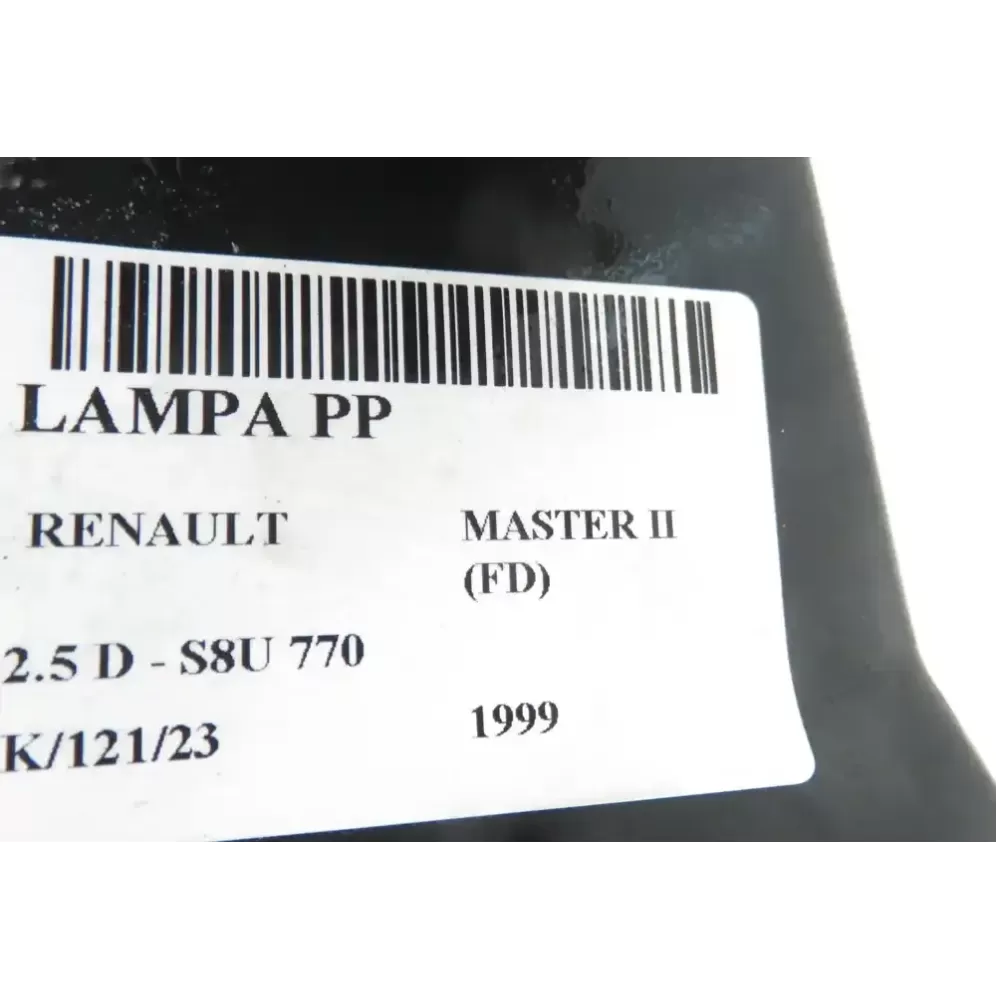 LAMPA PP
RENAULT MASTER II
(FD)
2.5 D - S8U 770
K/121/23 1999